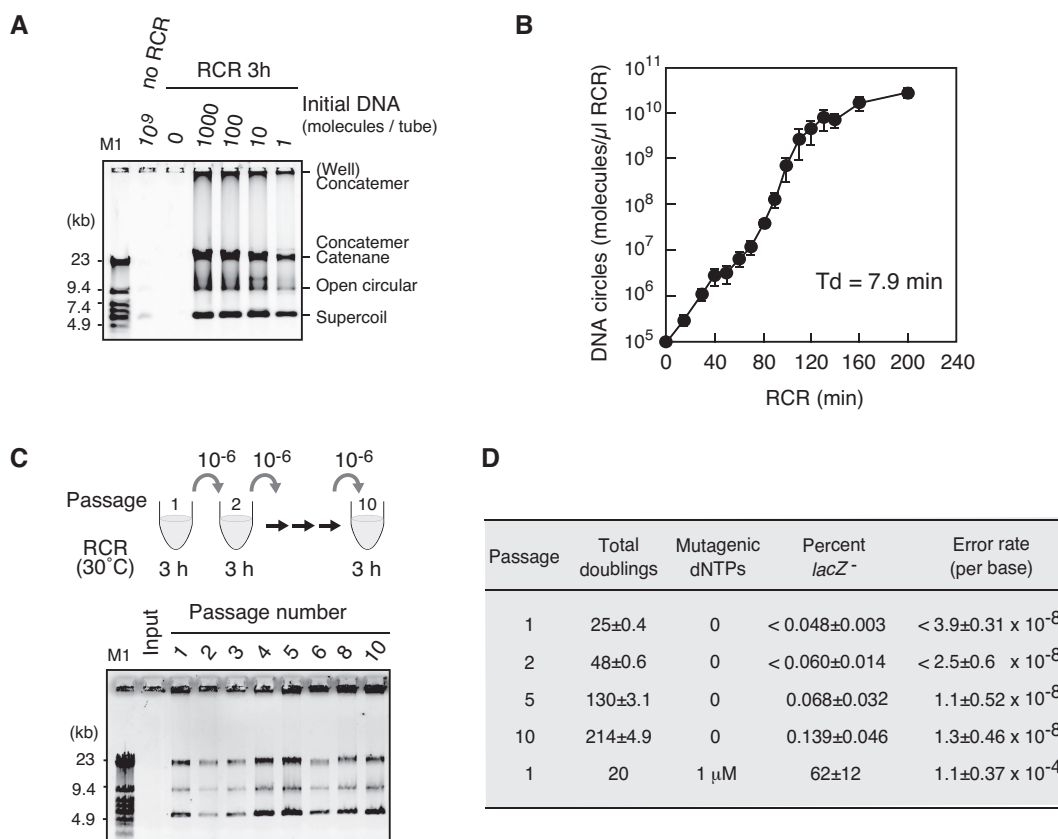 A
no RCR
RCR 3h
Initial DNA
(molecules / tube)
M1 10⁹ 0 1000 100 10 1
(Well)
Concatemer
(kb)
Concatemer
23 Catenane
9.4 Open circular
7.4
4.9 Supercoil
B
DNA circles (molecules/µl RCR)
10¹¹
10¹⁰
10⁹
10⁸
10⁷
10⁶
10⁵
Td = 7.9 min
0 40 80 120 160 200 240
RCR (min)
C
10⁻⁶ 10⁻⁶ 10⁻⁶
Passage 1 2 10
RCR
(30˚C)
3 h 3 h 3 h
Passage number
M1 Input 1 2 3 4 5 6 8 10
(kb)
23
9.4
4.9
D
Passage Total doublings Mutagenic dNTPs Percent lacZ⁻ Error rate (per base)
1 25±0.4 0 < 0.048±0.003 < 3.9±0.31 x 10⁻⁸
2 48±0.6 0 < 0.060±0.014 < 2.5±0.6 x 10⁻⁸
5 130±3.1 0 0.068±0.032 1.1±0.52 x 10⁻⁸
10 214±4.9 0 0.139±0.046 1.3±0.46 x 10⁻⁸
1 20 1 µM 62±12 1.1±0.37 x 10⁻⁴